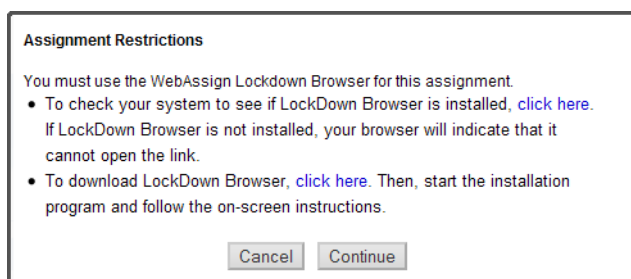 Assignment Restrictions
You must use the WebAssign Lockdown Browser for this assignment.
• To check your system to see if LockDown Browser is installed, click here.
If LockDown Browser is not installed, your browser will indicate that it
cannot open the link.
• To download LockDown Browser, click here. Then, start the installation
program and follow the on-screen instructions.
Cancel Continue